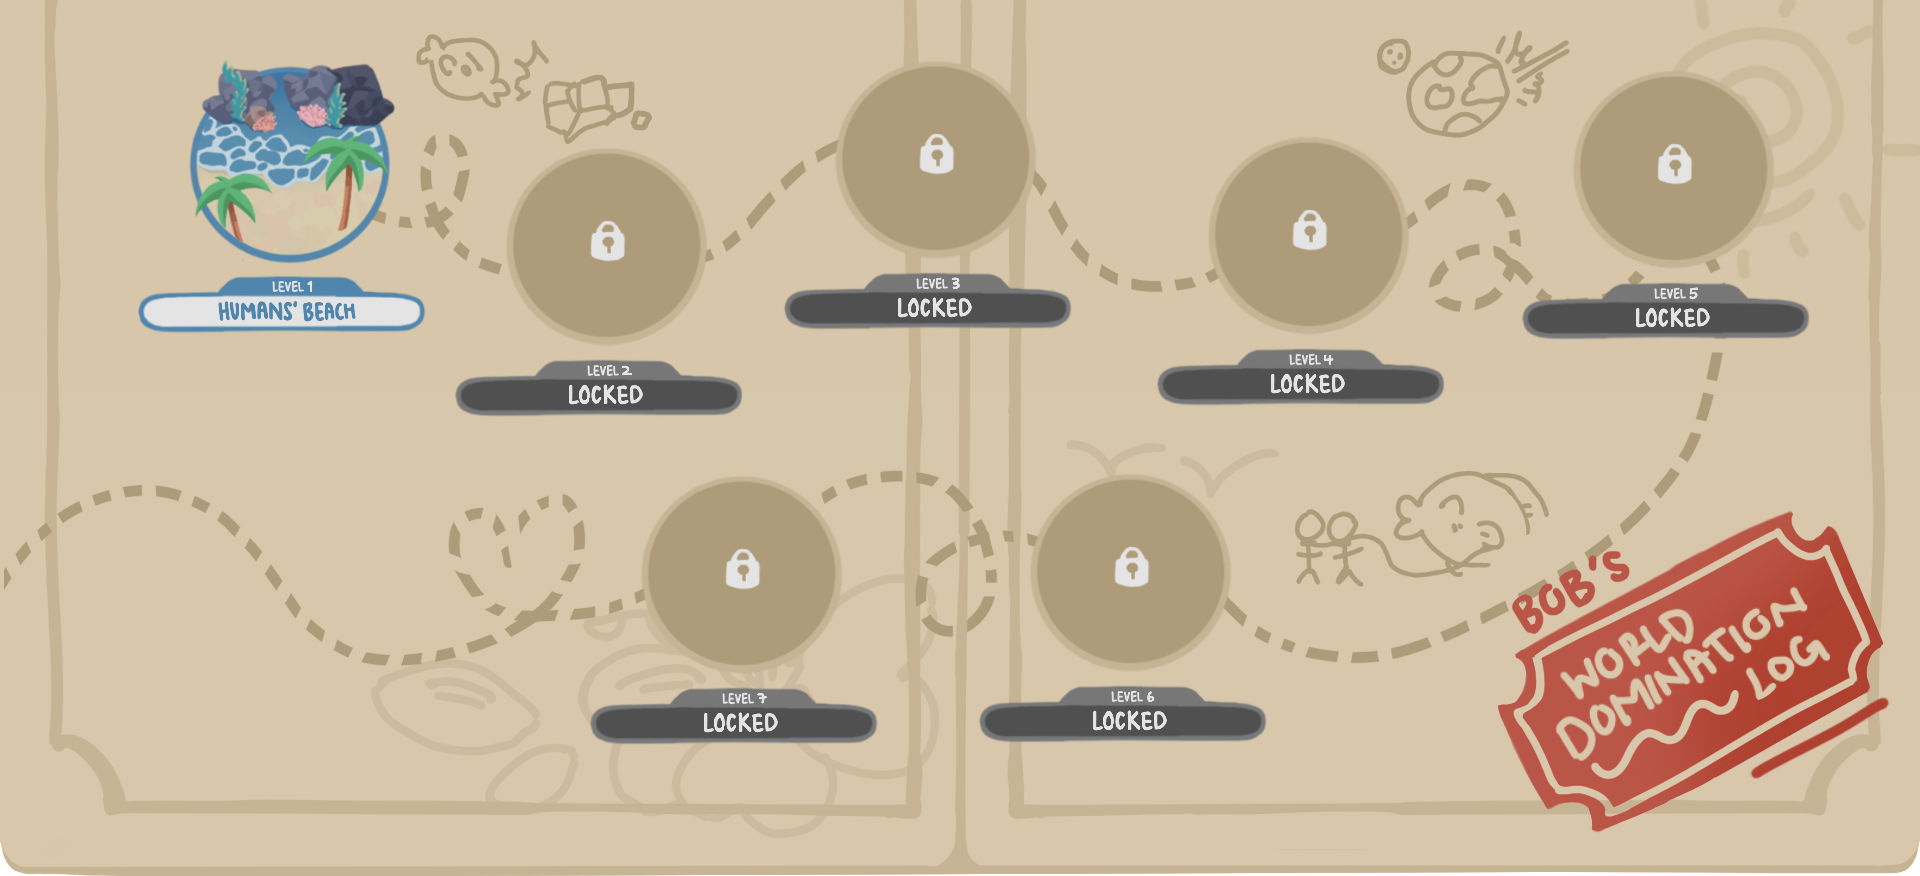 LEVEL 1
HUMANS' BEACH
LEVEL 2
LOCKED
LEVEL 3
LOCKED
LEVEL 4
LOCKED
LEVEL 5
LOCKED
LEVEL 7
LOCKED
LEVEL 6
LOCKED
BOB'S
WORLD
DOMINATION
LOG